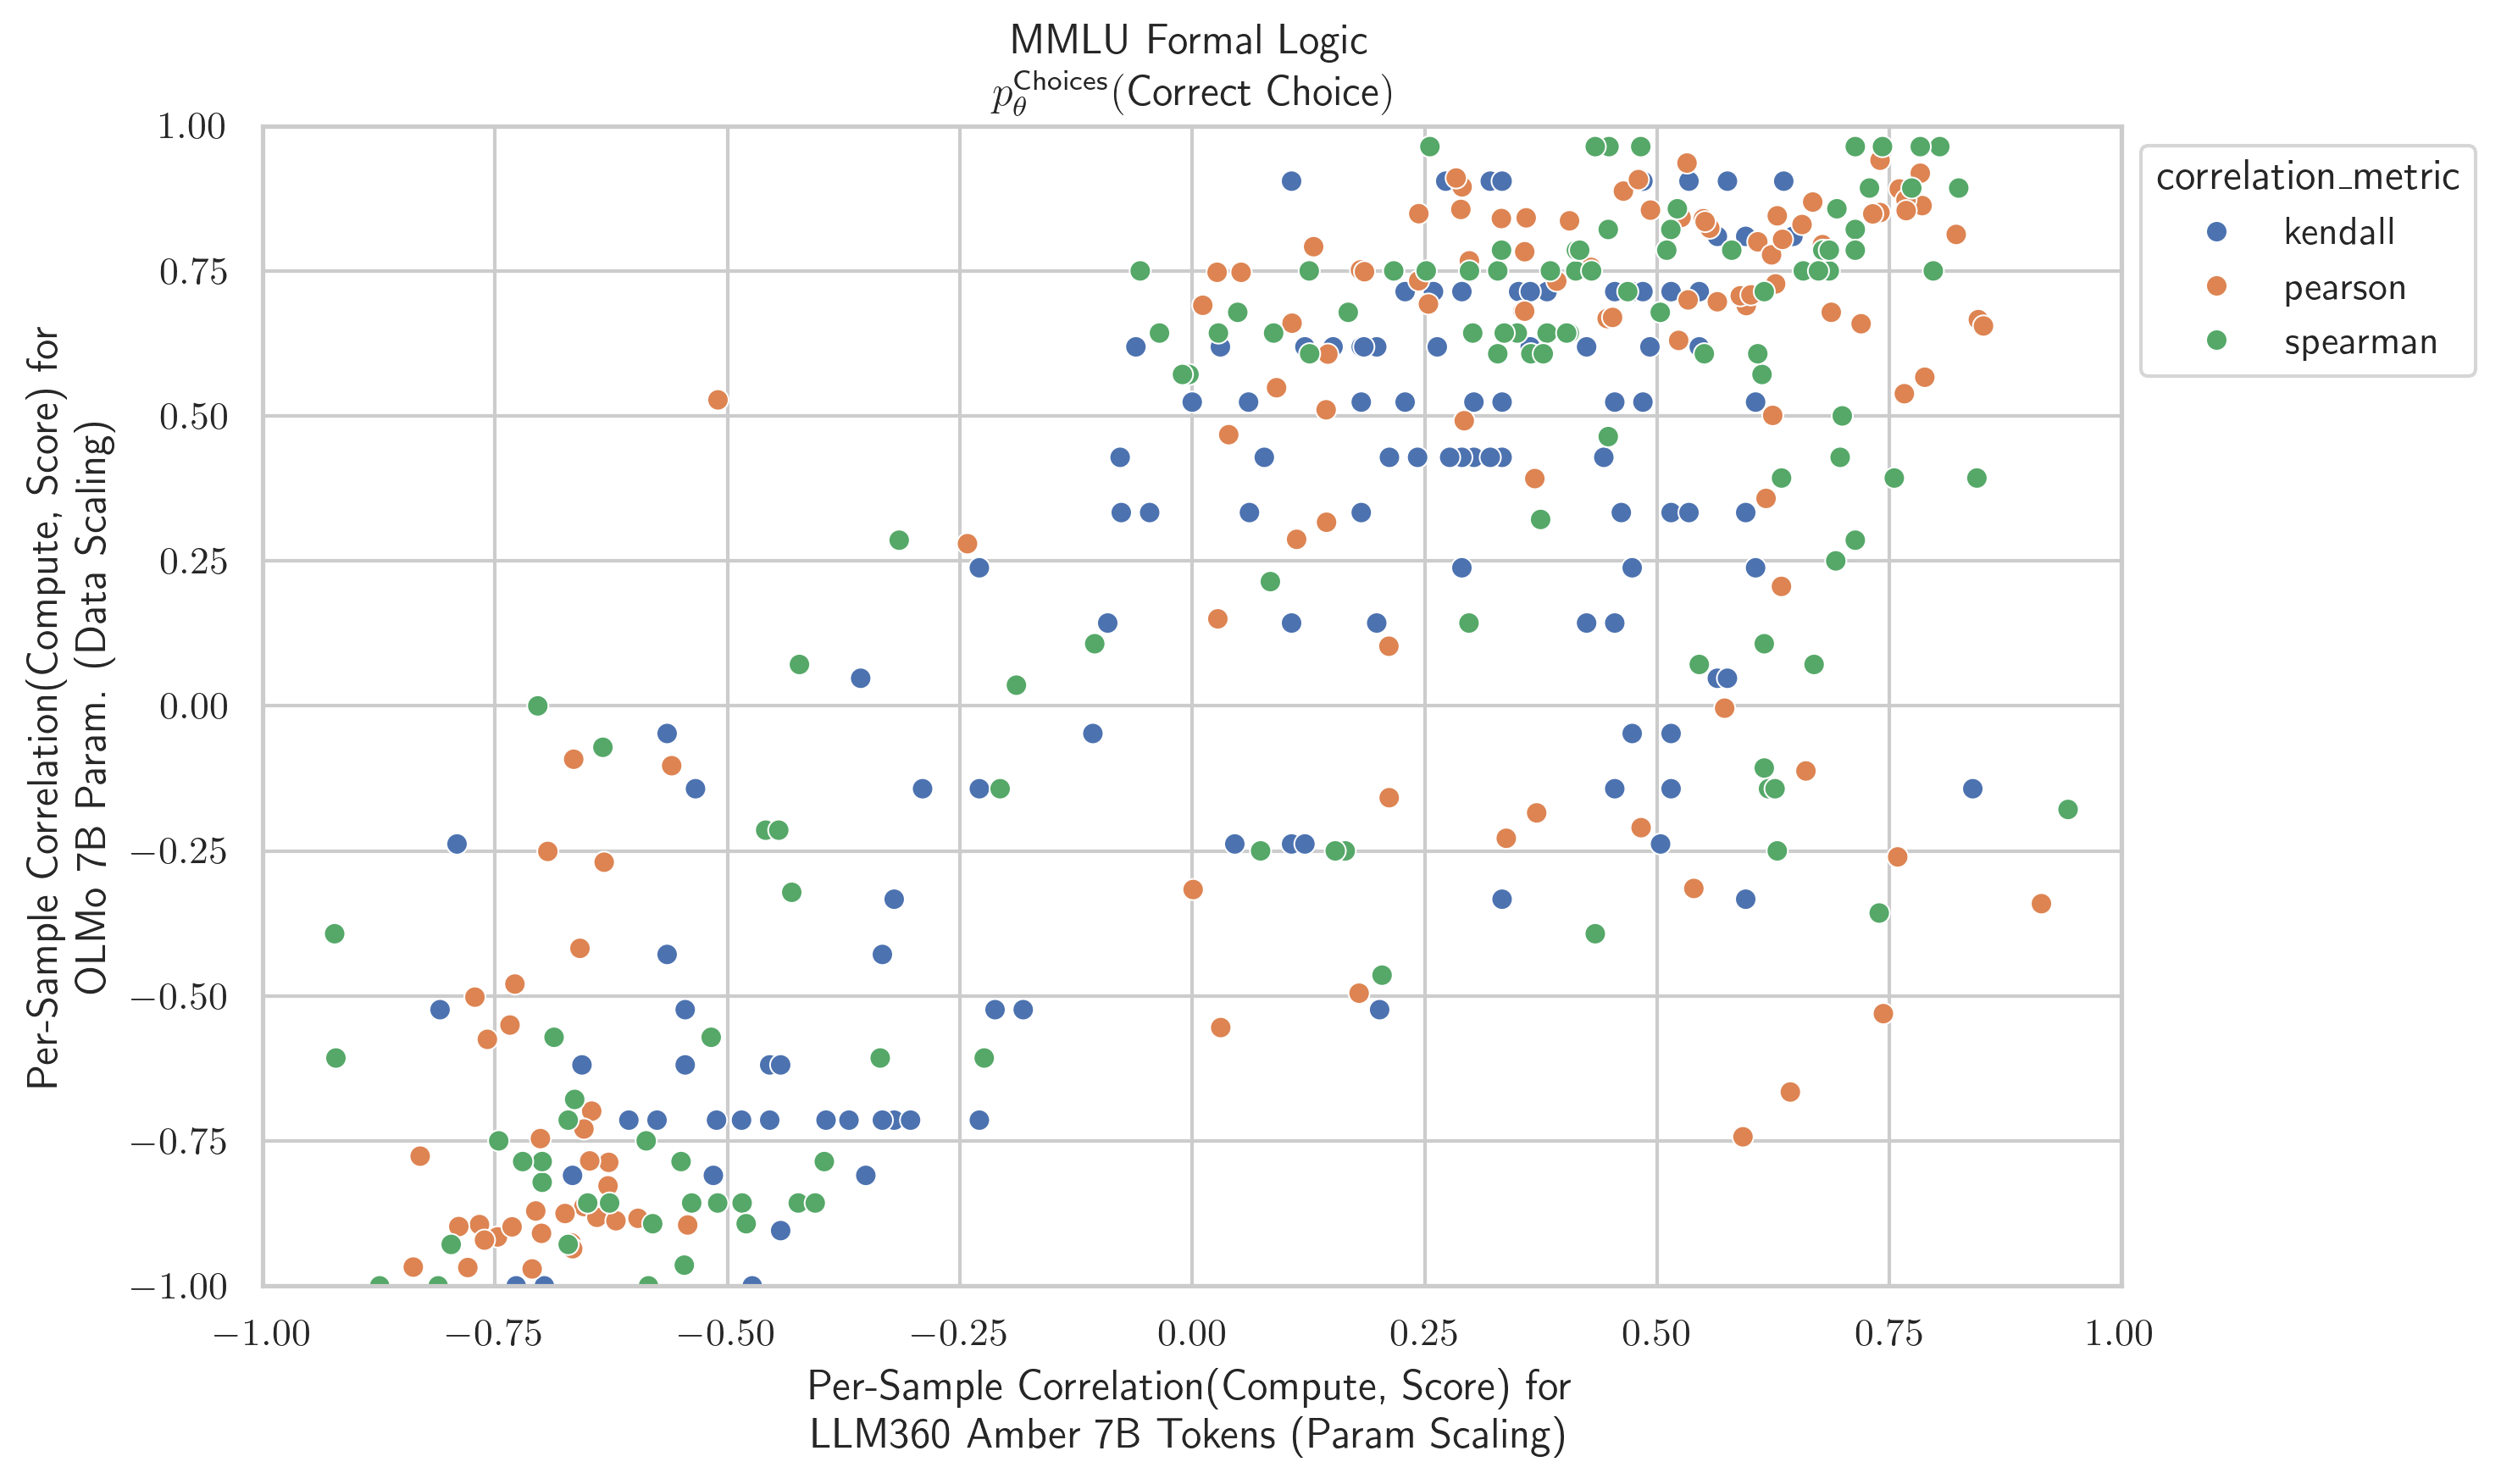 MMLU Formal Logic
p_θ^Choices(Correct Choice)
1.00
0.75
0.50
0.25
0.00
−0.25
−0.50
−0.75
−1.00
Per-Sample Correlation(Compute, Score) for
OLMo 7B Param. (Data Scaling)
−1.00 −0.75 −0.50 −0.25 0.00 0.25 0.50 0.75 1.00
Per-Sample Correlation(Compute, Score) for
LLM360 Amber 7B Tokens (Param Scaling)
correlation_metric
kendall
pearson
spearman